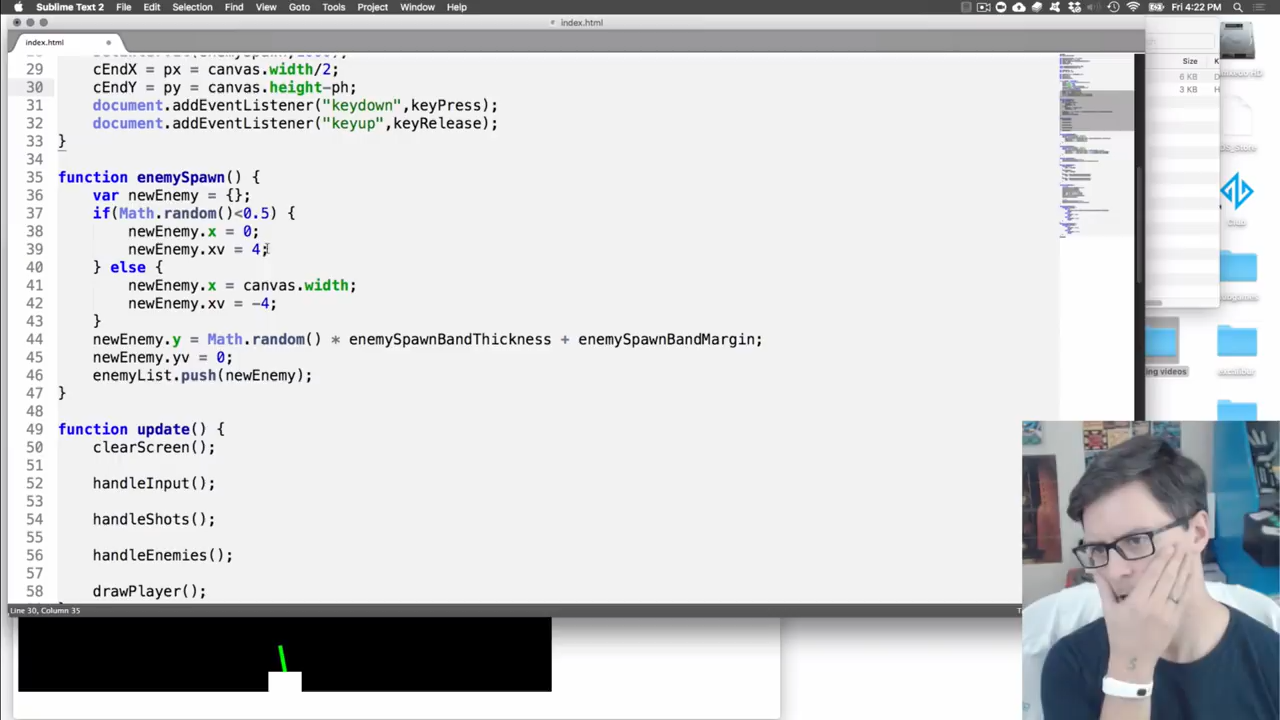 Sublime Text 2 File Edit Selection Find View Goto Tools Project Window Help Fri 4:22 PM
index.html
index.html
29 cEndX = px = canvas.width/2;
30 cEndY = py = canvas.height-ph;
31 document.addEventListener("keydown",keyPress);
32 document.addEventListener("keyup",keyRelease);
33 }
34
35 function enemySpawn() {
36 var newEnemy = {};
37 if(Math.random()<0.5) {
38 newEnemy.x = 0;
39 newEnemy.xv = 4;
40 } else {
41 newEnemy.x = canvas.width;
42 newEnemy.xv = -4;
43 }
44 newEnemy.y = Math.random() * enemySpawnBandThickness + enemySpawnBandMargin;
45 newEnemy.yv = 0;
46 enemyList.push(newEnemy);
47 }
48
49 function update() {
50 clearScreen();
51
52 handleInput();
53
54 handleShots();
55
56 handleEnemies();
57
58 drawPlayer();
Line 30, Column 35
Size
6 KB
3 KB
DS_Store
excalibur
ing videos